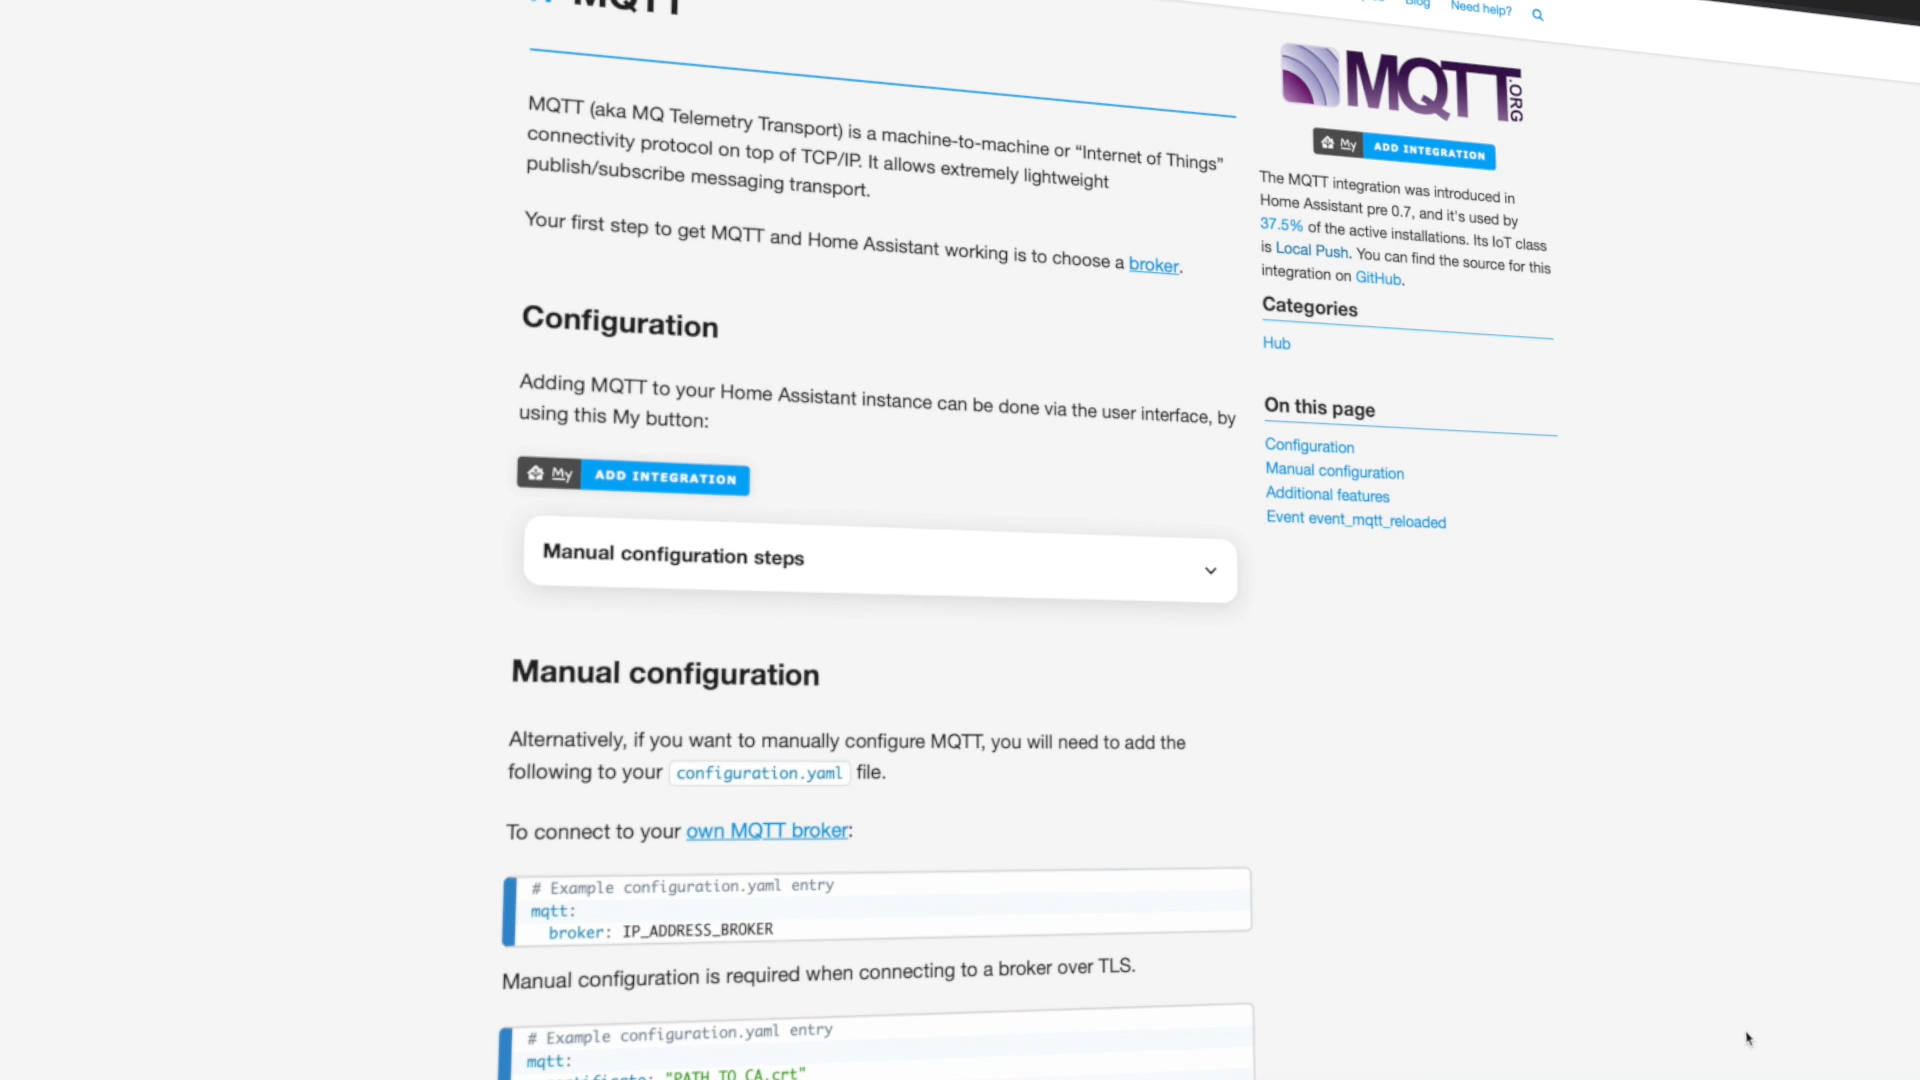 MQTT
Blog
Need help?
MQTT (aka MQ Telemetry Transport) is a machine-to-machine or “Internet of Things”
connectivity protocol on top of TCP/IP. It allows extremely lightweight
publish/subscribe messaging transport.
Your first step to get MQTT and Home Assistant working is to choose a broker.
Configuration
Adding MQTT to your Home Assistant instance can be done via the user interface, by
using this My button:
My ADD INTEGRATION
Manual configuration steps
Manual configuration
Alternatively, if you want to manually configure MQTT, you will need to add the
following to your configuration.yaml file.
To connect to your own MQTT broker:
# Example configuration.yaml entry
mqtt:
broker: IP_ADDRESS_BROKER
Manual configuration is required when connecting to a broker over TLS.
# Example configuration.yaml entry
mqtt:
"PATH_TO_CA.crt"
MQTT.ORG
My ADD INTEGRATION
The MQTT integration was introduced in
Home Assistant pre 0.7, and it's used by
37.5% of the active installations. Its IoT class
is Local Push. You can find the source for this
integration on GitHub.
Categories
Hub
On this page
Configuration
Manual configuration
Additional features
Event event_mqtt_reloaded